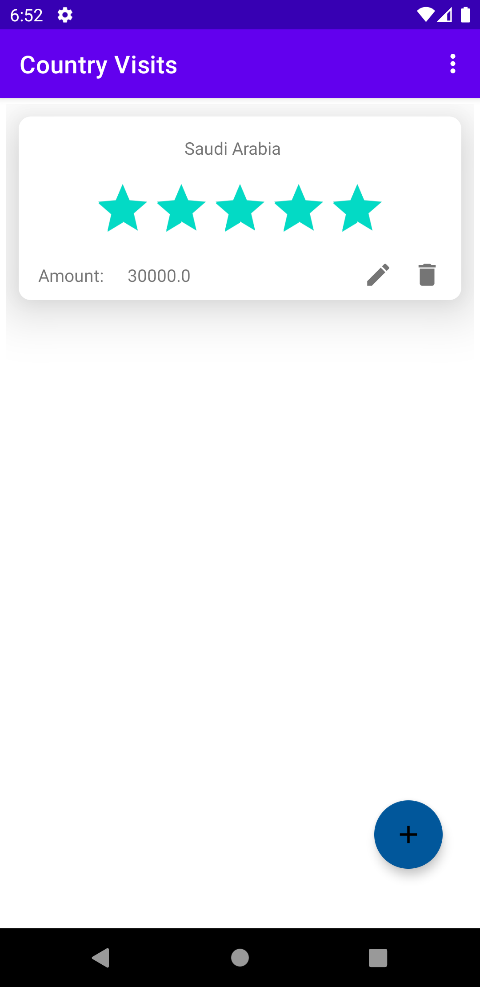 6:52
Country Visits
Saudi Arabia
Amount: 30000.0